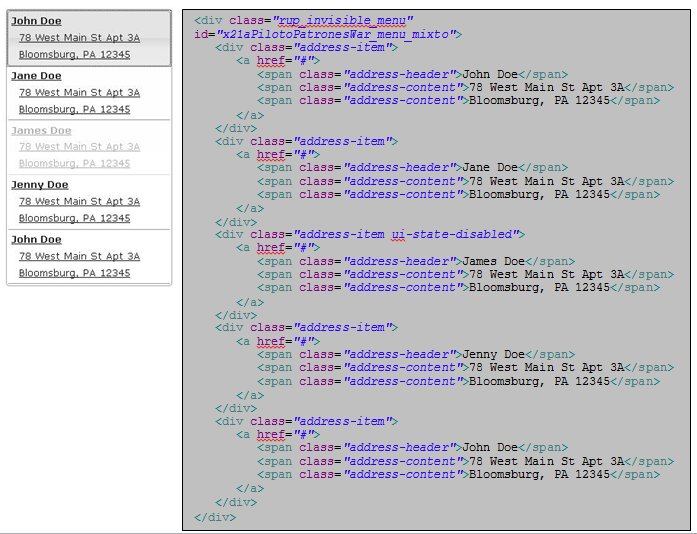 John Doe
78 West Main St Apt 3A
Bloomsburg, PA 12345
Jane Doe
78 West Main St Apt 3A
Bloomsburg, PA 12345
James Doe
78 West Main St Apt 3A
Bloomsburg, PA 12345
Jenny Doe
78 West Main St Apt 3A
Bloomsburg, PA 12345
John Doe
78 West Main St Apt 3A
Bloomsburg, PA 12345
<div class="rup_invisible_menu"
id="x21aPilotoPatronesWar_menu_mixto">
<div class="address-item">
<a href="#">
<span class="address-header">John Doe</span>
<span class="address-content">78 West Main St Apt 3A</span>
<span class="address-content">Bloomsburg, PA 12345</span>
</a>
</div>
<div class="address-item">
<a href="#">
<span class="address-header">Jane Doe</span>
<span class="address-content">78 West Main St Apt 3A</span>
<span class="address-content">Bloomsburg, PA 12345</span>
</a>
</div>
<div class="address-item ui-state-disabled">
<a href="#">
<span class="address-header">James Doe</span>
<span class="address-content">78 West Main St Apt 3A</span>
<span class="address-content">Bloomsburg, PA 12345</span>
</a>
</div>
<div class="address-item">
<a href="#">
<span class="address-header">Jenny Doe</span>
<span class="address-content">78 West Main St Apt 3A</span>
<span class="address-content">Bloomsburg, PA 12345</span>
</a>
</div>
<div class="address-item">
<a href="#">
<span class="address-header">John Doe</span>
<span class="address-content">78 West Main St Apt 3A</span>
<span class="address-content">Bloomsburg, PA 12345</span>
</a>
</div>
</div>